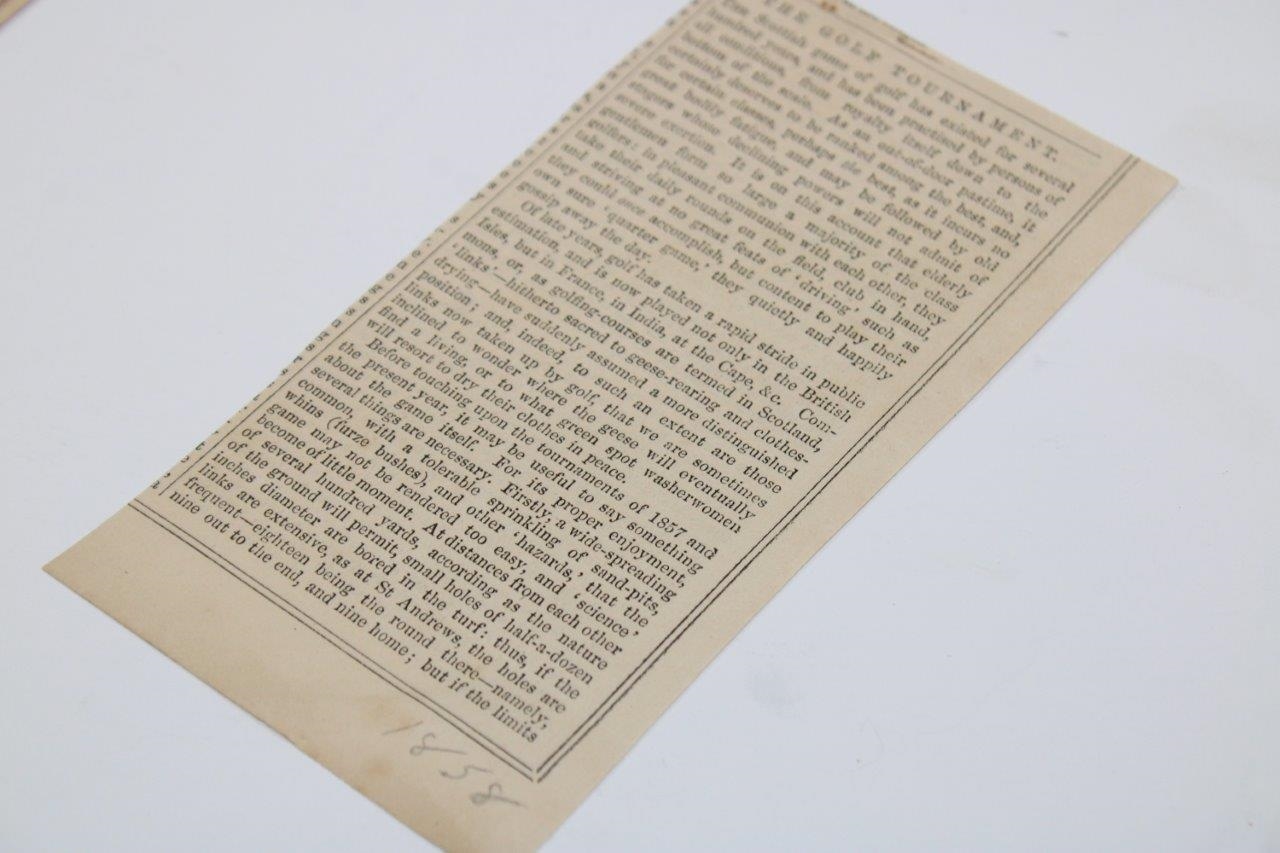 THE GOLF TOURNAMENT.
The Scottish game of golf has existed for several
hundred years, and has been practised by persons of
all conditions, from royalty itself down to the
bottom of the scale. As an out-of-door pastime, it
certainly deserves to be ranked among the best, and,
for certain classes, perhaps the best, as it incurs no
great bodily fatigue, and may be followed by old
stagers whose declining powers will not admit of
severe exertion. It is on this account that elderly
gentlemen form so large a majority of the class
golfers: in pleasant communion with each other, they
take their daily rounds on the field, club in hand,
and striving at no great feats of 'driving,' such as
they could once accomplish, but content to play their
own sure 'quarter game,' they quietly and happily
gossip away the day.
Of late years, golf has taken a rapid stride in public
estimation, and is now played not only in the British
Isles, but in France, in India, at the Cape, &c. Com-
mons, or, as golfing-courses are termed in Scotland,
'links'—hitherto sacred to geese-rearing and clothes-
drying—have suddenly assumed a more distinguished
position; and, indeed, to such an extent are those
links now taken up by golf, that we are sometimes
inclined to wonder where the geese will eventually
find a living, or to what green spot washerwomen
will resort to dry their clothes in peace.
Before touching upon the tournaments of 1857 and
the present year, it may be useful to say something
about the game itself. For its proper enjoyment,
several things are necessary. Firstly, a wide-spreading
common, with a tolerable sprinkling of sand-pits,
whins (furze bushes), and other 'hazards,' that the
game may not be rendered too easy, and 'science'
become of little moment. At distances from each other
of several hundred yards, according as the nature
of the ground will permit, small holes of half-a-dozen
inches diameter are bored in the turf: thus, if the
links are extensive, as at St Andrews, the holes are
frequent—eighteen being the round there—namely,
nine out to the end, and nine home; but if the limits
1858